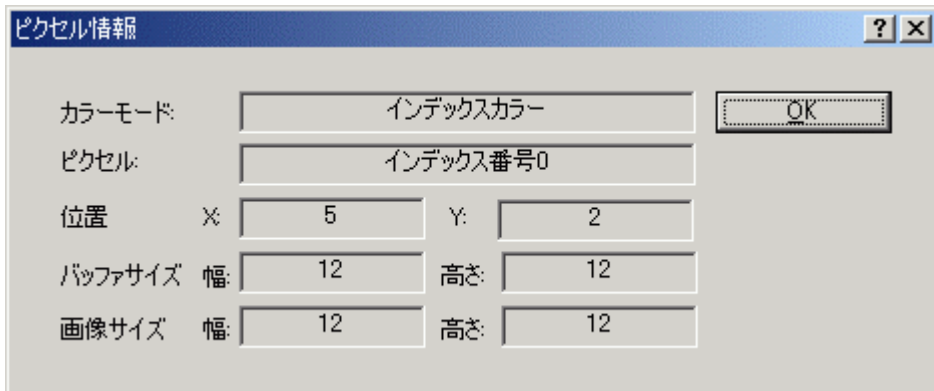 ピクセル情報
カラーモード: インデックスカラー OK
ピクセル: インデックス番号0
位置 X: 5 Y: 2
バッファサイズ 幅: 12 高さ: 12
画像サイズ 幅: 12 高さ: 12